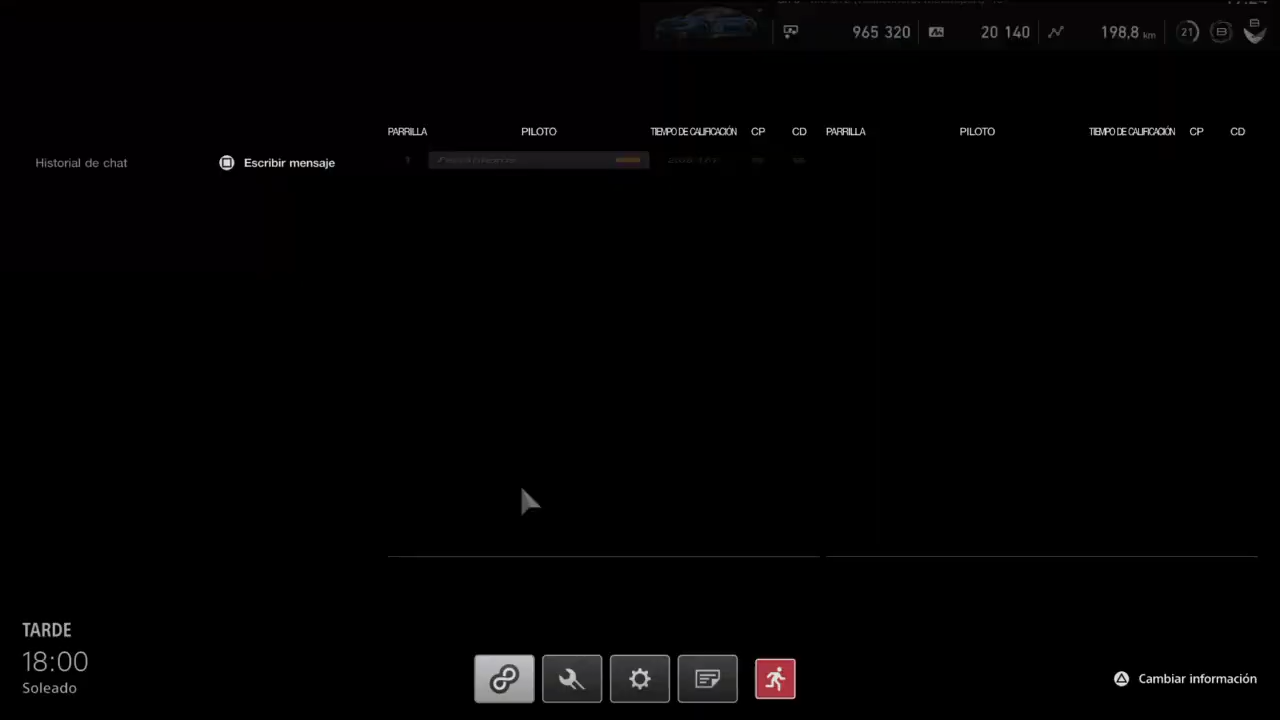 965 320 20 140 198,8 km 21 B B
PARRILLA PILOTO TIEMPO DE CALIFICACIÓN CP CD PARRILLA PILOTO TIEMPO DE CALIFICACIÓN CP CD
Historial de chat Escribir mensaje
1
TARDE
18:00
Soleado
Cambiar información